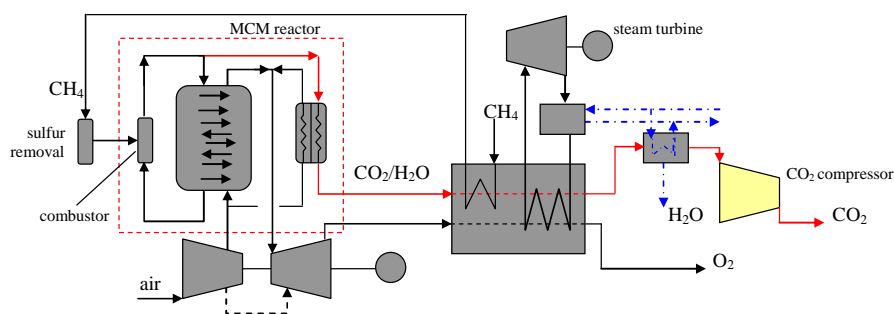 MCM reactor
steam turbine
CH4
CH4
sulfur
removal
CO2/H2O
CO2 compressor
combustor
H2O
CO2
O2
air